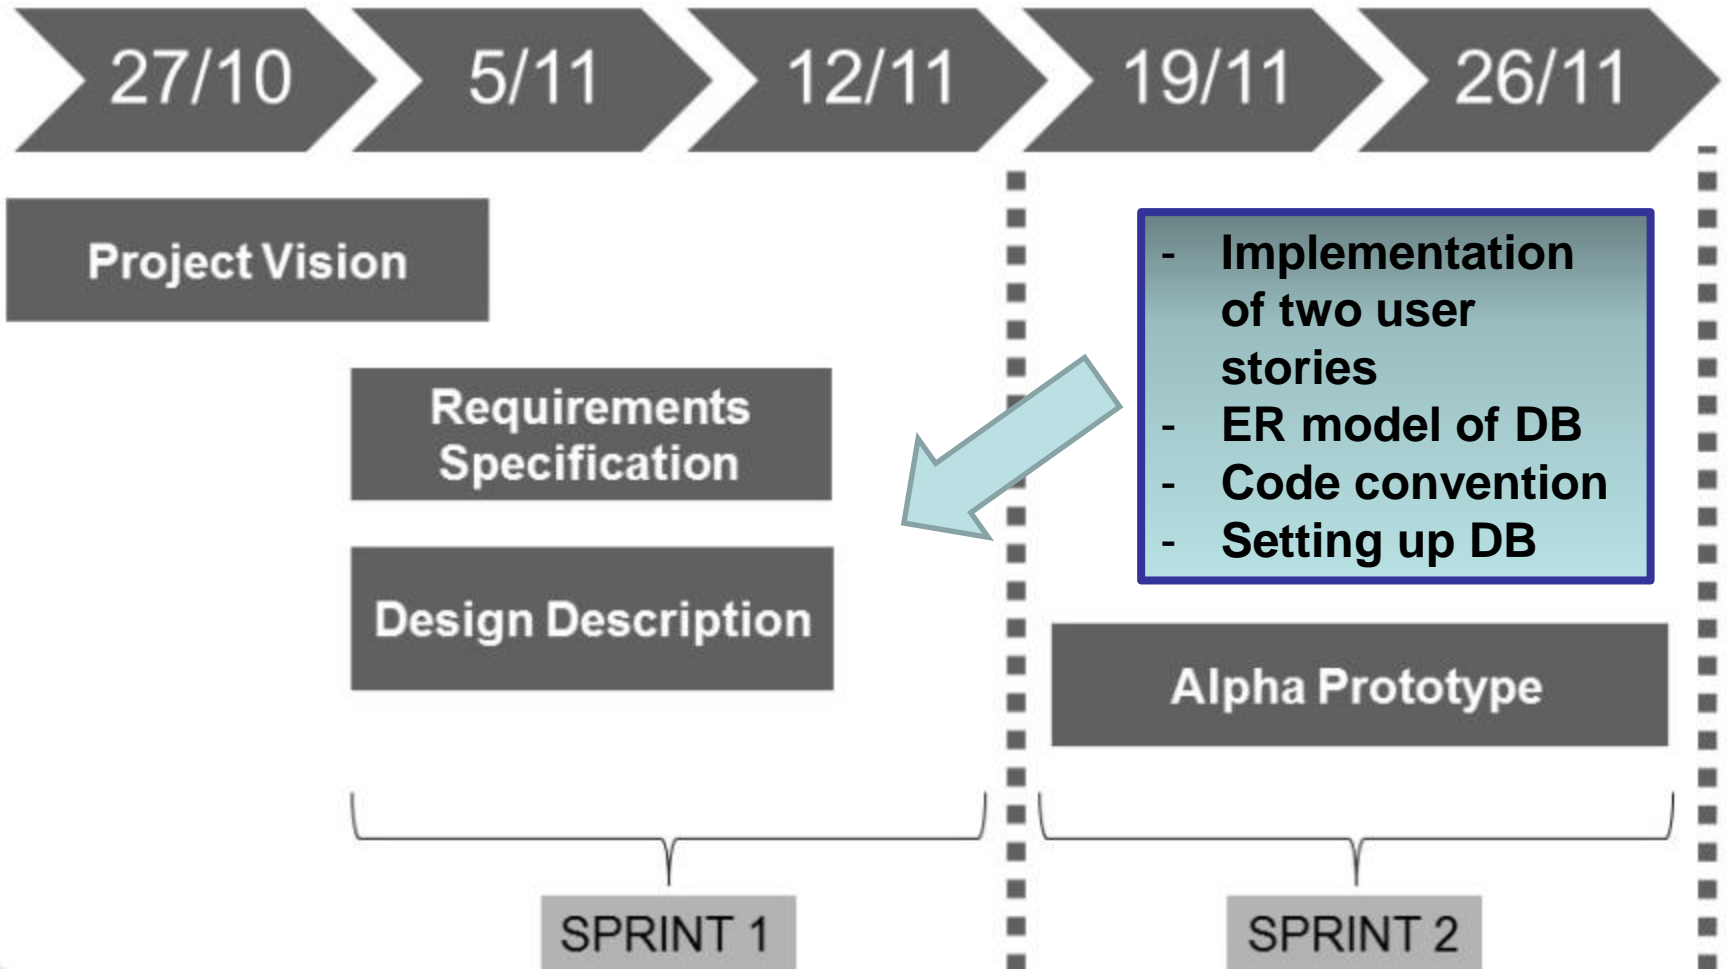 27/10
5/11
12/11
19/11
26/11
Project Vision
- Implementation
of two user
stories
- ER model of DB
- Code convention
- Setting up DB
Requirements
Specification
Design Description
Alpha Prototype
SPRINT 1
SPRINT 2